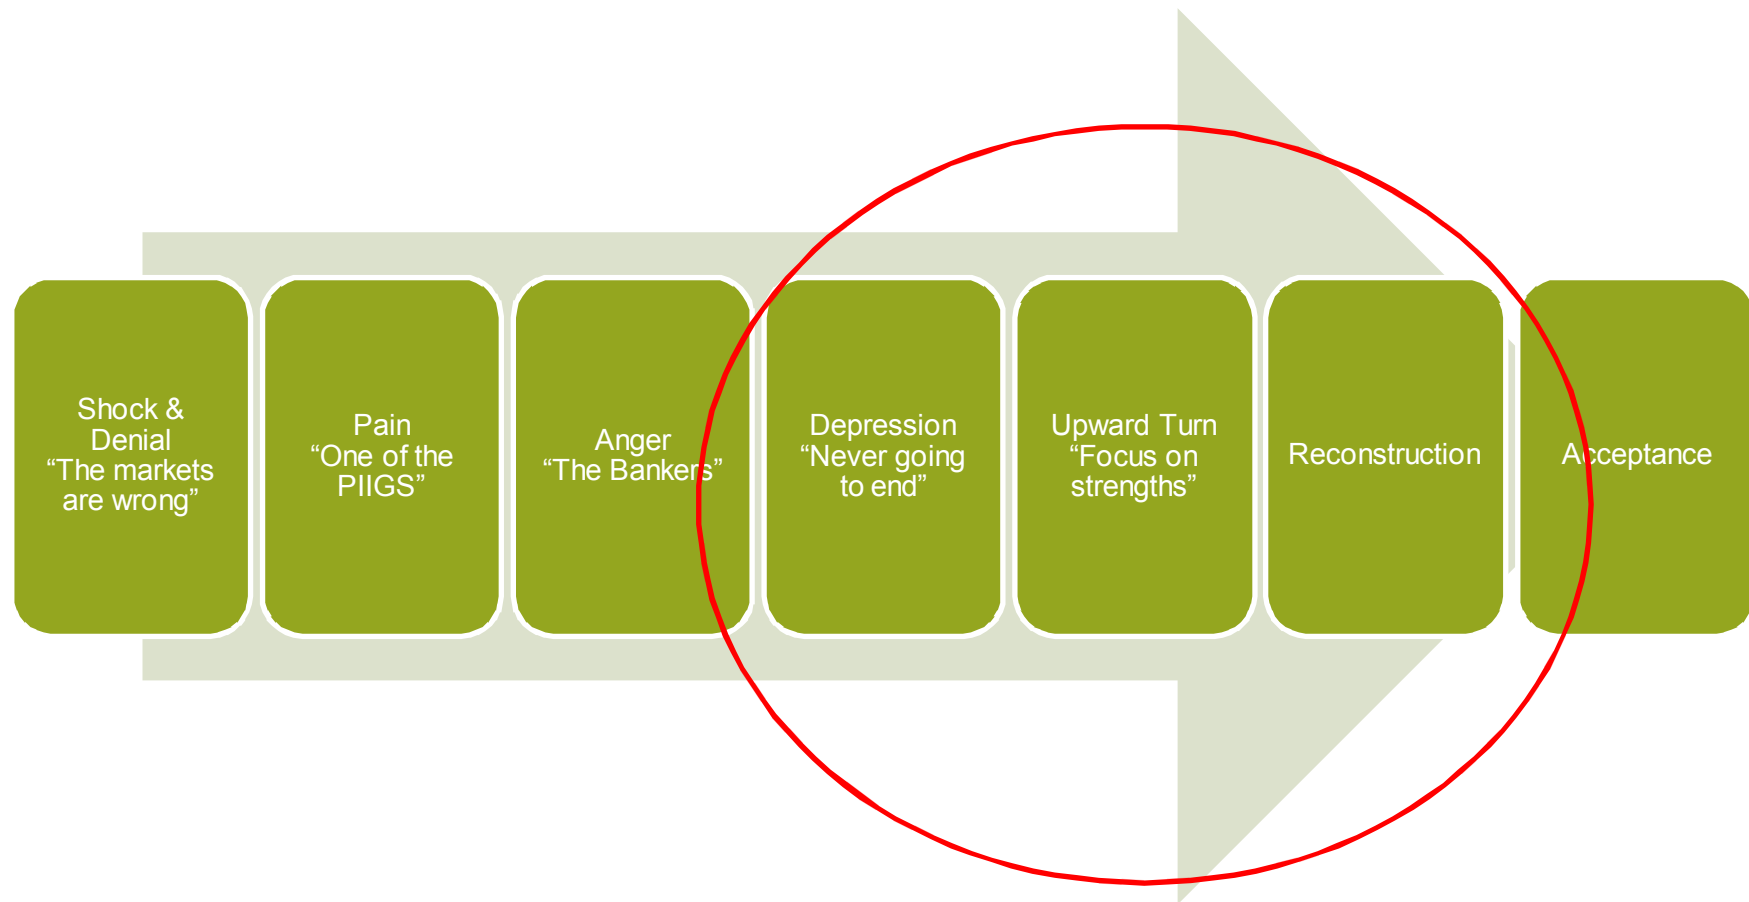 Shock &
Denial
“The markets
are wrong”
Pain
“One of the
PIIGS”
Anger
“The Bankers”
Depression
“Never going
to end”
Upward Turn
“Focus on
strengths”
Reconstruction
Acceptance